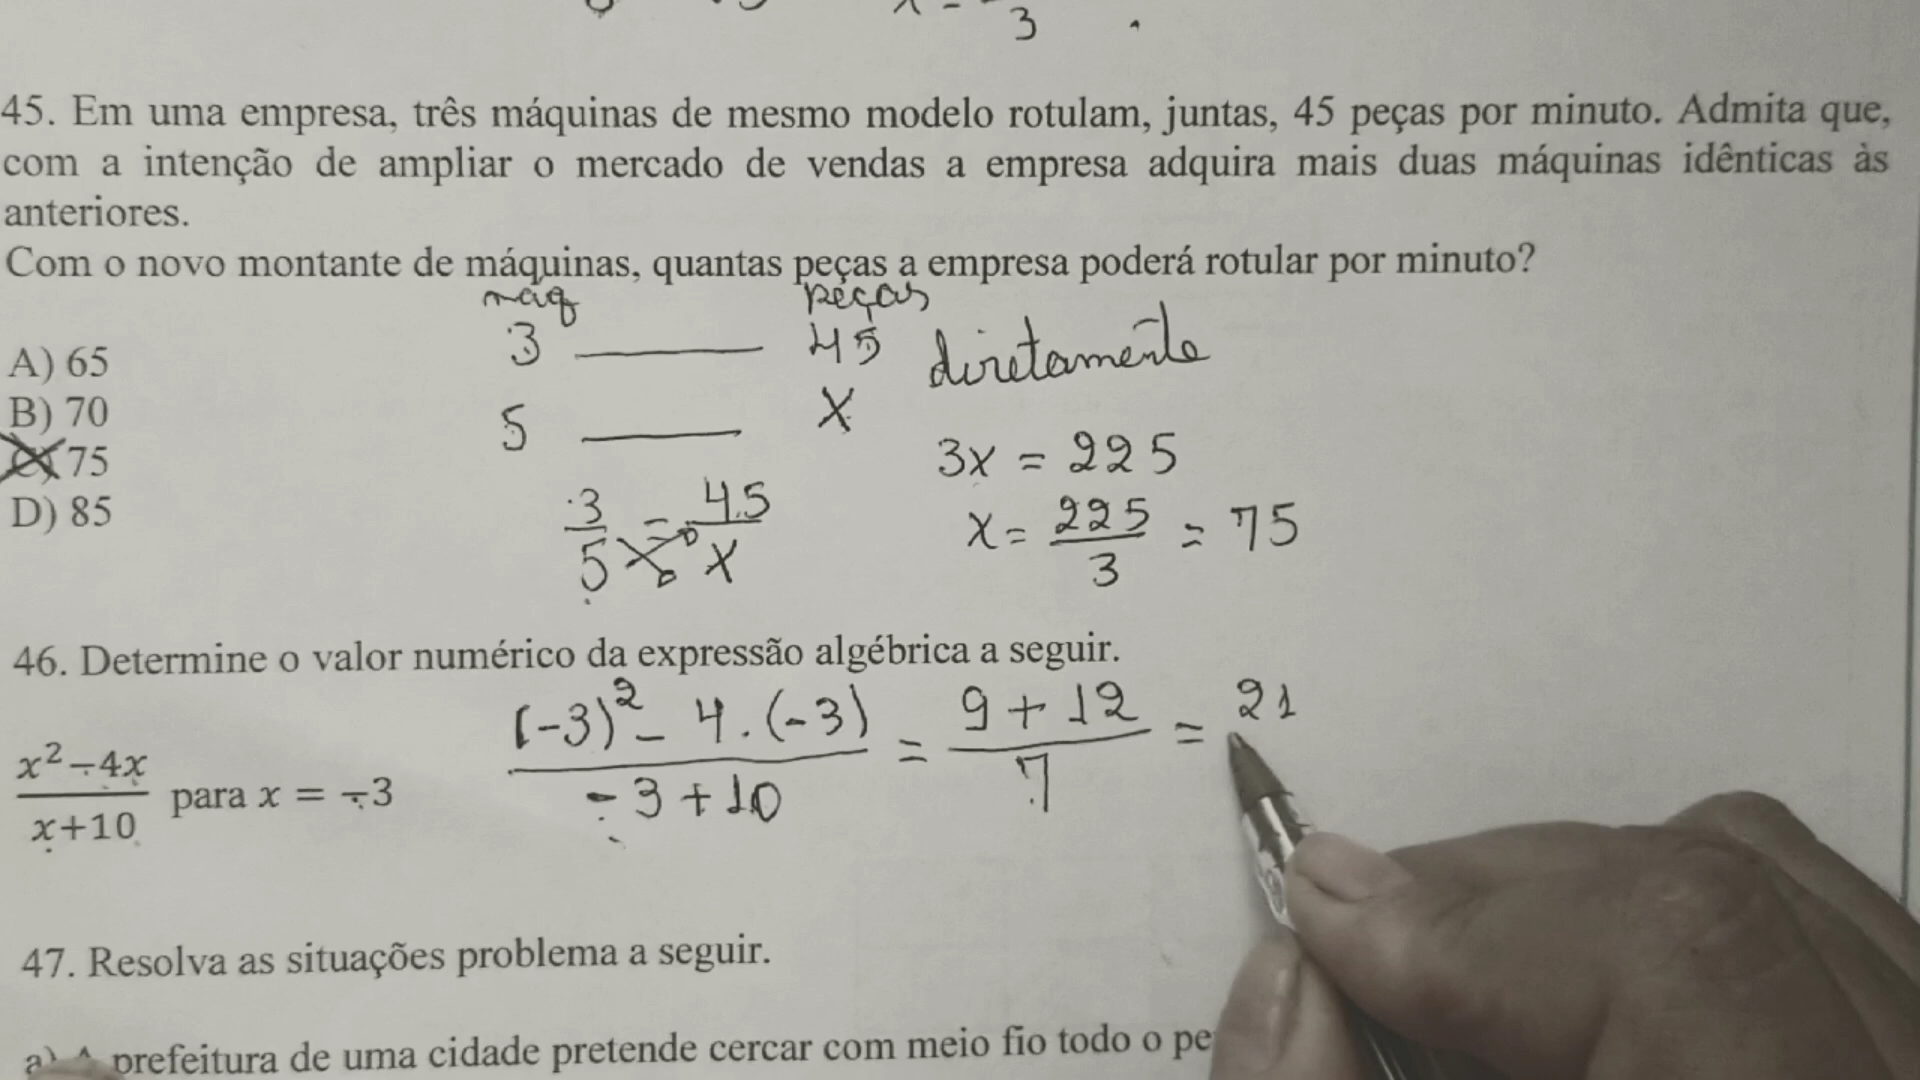 3
45. Em uma empresa, três máquinas de mesmo modelo rotulam, juntas, 45 peças por minuto. Admita que,
com a intenção de ampliar o mercado de vendas a empresa adquira mais duas máquinas idênticas às
anteriores.
Com o novo montante de máquinas, quantas peças a empresa poderá rotular por minuto?
maq peças
3 45 diretamente
5 x
A) 65
B) 70
C) 75
D) 85
3x = 225
3/5 = 45/x
x = 225/3 = 75
46. Determine o valor numérico da expressão algébrica a seguir.
(x²-4x)/(x+10) para x = -3
((-3)² - 4.(-3))/(-3+10) = (9+12)/7 = 21
47. Resolva as situações problema a seguir.
a) A prefeitura de uma cidade pretende cercar com meio fio todo o pe